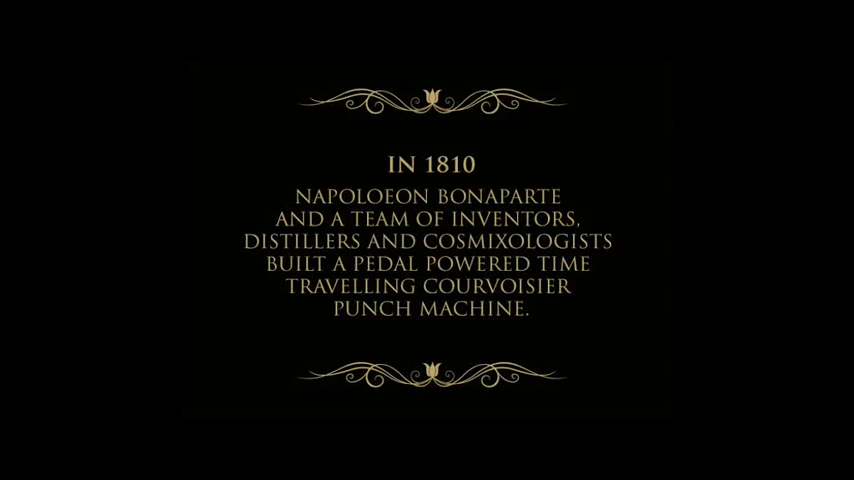 IN 1810
NAPOLOEON BONAPARTE
AND A TEAM OF INVENTORS,
DISTILLERS AND COSMIXOLOGISTS
BUILT A PEDAL POWERED TIME
TRAVELLING COURVOISIER
PUNCH MACHINE.